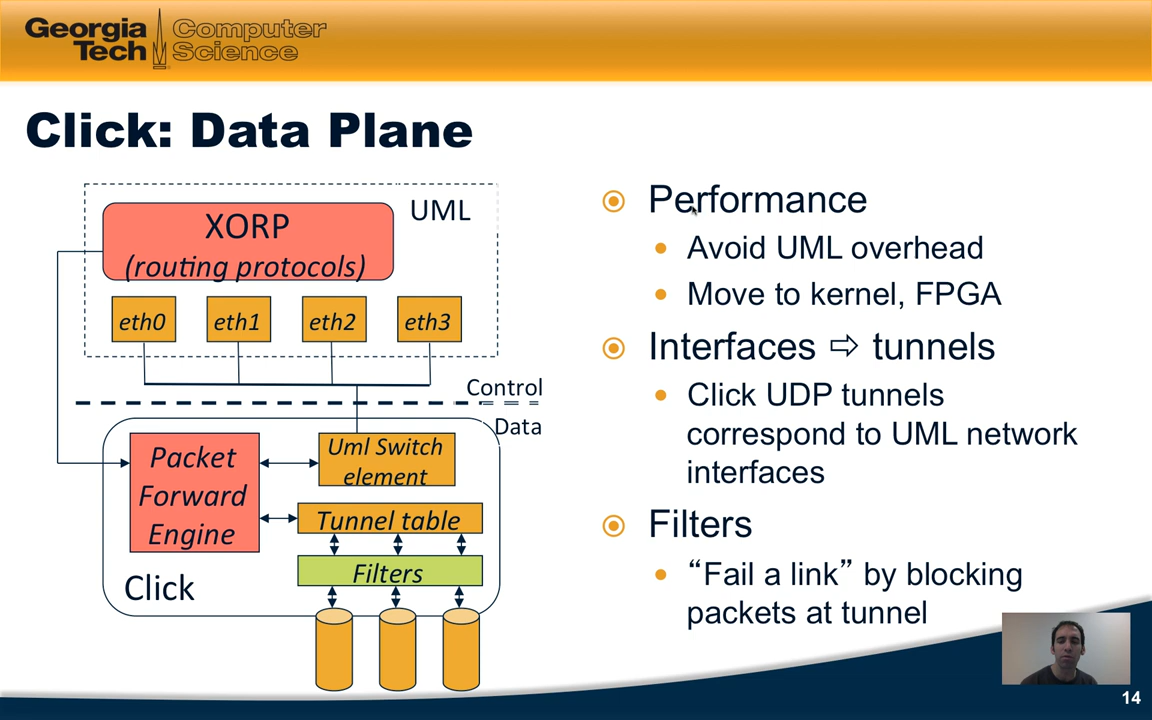 Georgia Tech
Computer Science
Click: Data Plane
UML
XORP
(routing protocols)
eth0 eth1 eth2 eth3
Control
Data
Packet Forward Engine
Uml Switch element
Tunnel table
Filters
Click
Performance
Avoid UML overhead
Move to kernel, FPGA
Interfaces ⇨ tunnels
Click UDP tunnels
correspond to UML network
interfaces
Filters
“Fail a link” by blocking
packets at tunnel
14